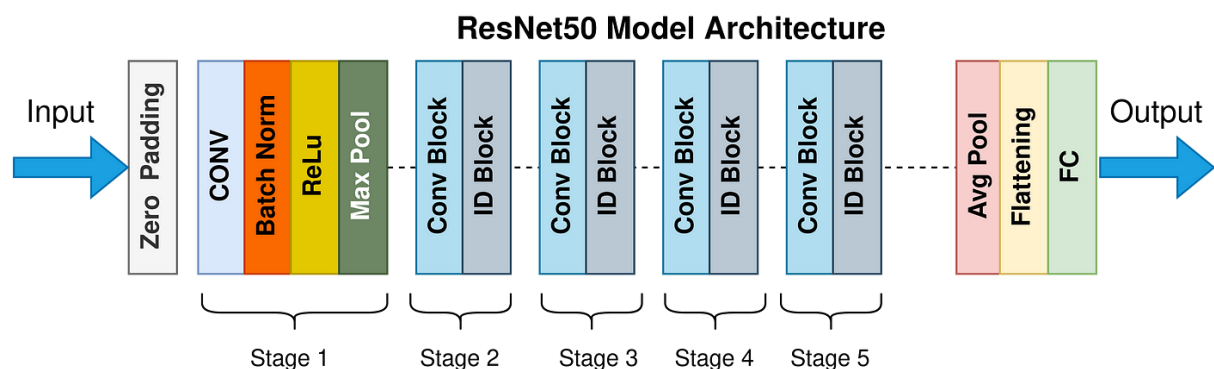 ResNet50 Model Architecture
Input
Zero Padding
CONV
Batch Norm
ReLu
Max Pool
Conv Block
ID Block
Conv Block
ID Block
Conv Block
ID Block
Conv Block
ID Block
Avg Pool
Flattening
FC
Output
Stage 1
Stage 2
Stage 3
Stage 4
Stage 5